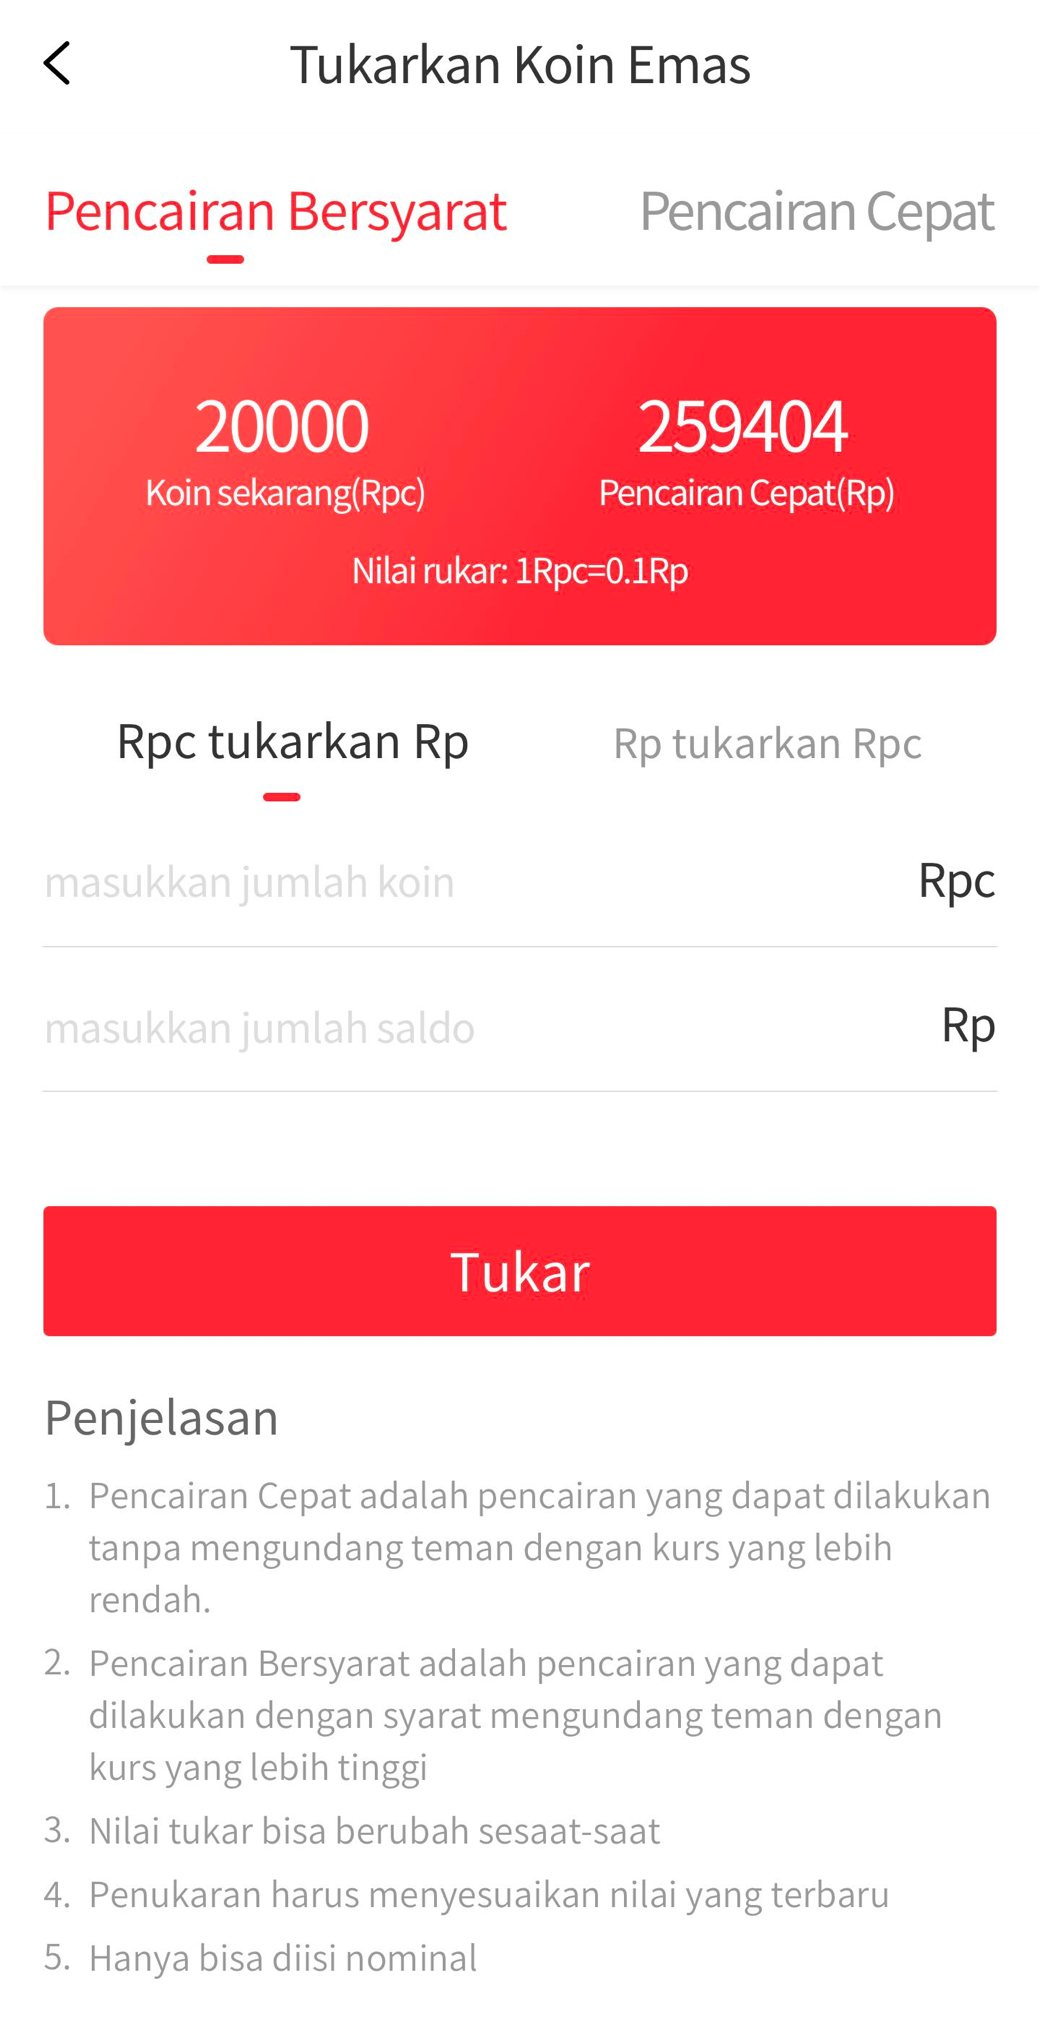 Tukarkan Koin Emas
Pencairan Bersyarat
Pencairan Cepat
20000
Koin sekarang(Rpc)
259404
Pencairan Cepat(Rp)
Nilai rukar: 1Rpc=0.1Rp
Rpc tukarkan Rp
Rp tukarkan Rpc
masukkan jumlah koin
Rpc
masukkan jumlah saldo
Rp
Tukar
Penjelasan
1. Pencairan Cepat adalah pencairan yang dapat dilakukan
tanpa mengundang teman dengan kurs yang lebih
rendah.
2. Pencairan Bersyarat adalah pencairan yang dapat
dilakukan dengan syarat mengundang teman dengan
kurs yang lebih tinggi
3. Nilai tukar bisa berubah sesaat-saat
4. Penukaran harus menyesuaikan nilai yang terbaru
5. Hanya bisa diisi nominal